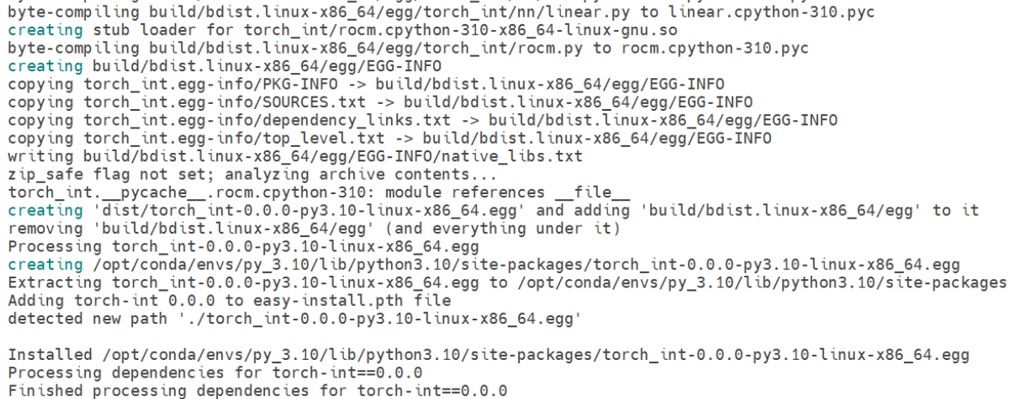 byte-compiling build/bdist.linux-x86_64/egg/torch_int/nn/linear.py to linear.cpython-310.pyc
creating stub loader for torch_int/rocm.cpython-310-x86_64-linux-gnu.so
byte-compiling build/bdist.linux-x86_64/egg/torch_int/rocm.py to rocm.cpython-310.pyc
creating build/bdist.linux-x86_64/egg/EGG-INFO
copying torch_int.egg-info/PKG-INFO -> build/bdist.linux-x86_64/egg/EGG-INFO
copying torch_int.egg-info/SOURCES.txt -> build/bdist.linux-x86_64/egg/EGG-INFO
copying torch_int.egg-info/dependency_links.txt -> build/bdist.linux-x86_64/egg/EGG-INFO
copying torch_int.egg-info/top_level.txt -> build/bdist.linux-x86_64/egg/EGG-INFO
writing build/bdist.linux-x86_64/egg/EGG-INFO/native_libs.txt
zip_safe flag not set; analyzing archive contents...
torch_int.__pycache__.rocm.cpython-310: module references __file__
creating 'dist/torch_int-0.0.0-py3.10-linux-x86_64.egg' and adding 'build/bdist.linux-x86_64/egg' to it
removing 'build/bdist.linux-x86_64/egg' (and everything under it)
Processing torch_int-0.0.0-py3.10-linux-x86_64.egg
creating /opt/conda/envs/py_3.10/lib/python3.10/site-packages/torch_int-0.0.0-py3.10-linux-x86_64.egg
Extracting torch_int-0.0.0-py3.10-linux-x86_64.egg to /opt/conda/envs/py_3.10/lib/python3.10/site-packages
Adding torch-int 0.0.0 to easy-install.pth file
detected new path './torch_int-0.0.0-py3.10-linux-x86_64.egg'

Installed /opt/conda/envs/py_3.10/lib/python3.10/site-packages/torch_int-0.0.0-py3.10-linux-x86_64.egg
Processing dependencies for torch-int==0.0.0
Finished processing dependencies for torch-int==0.0.0